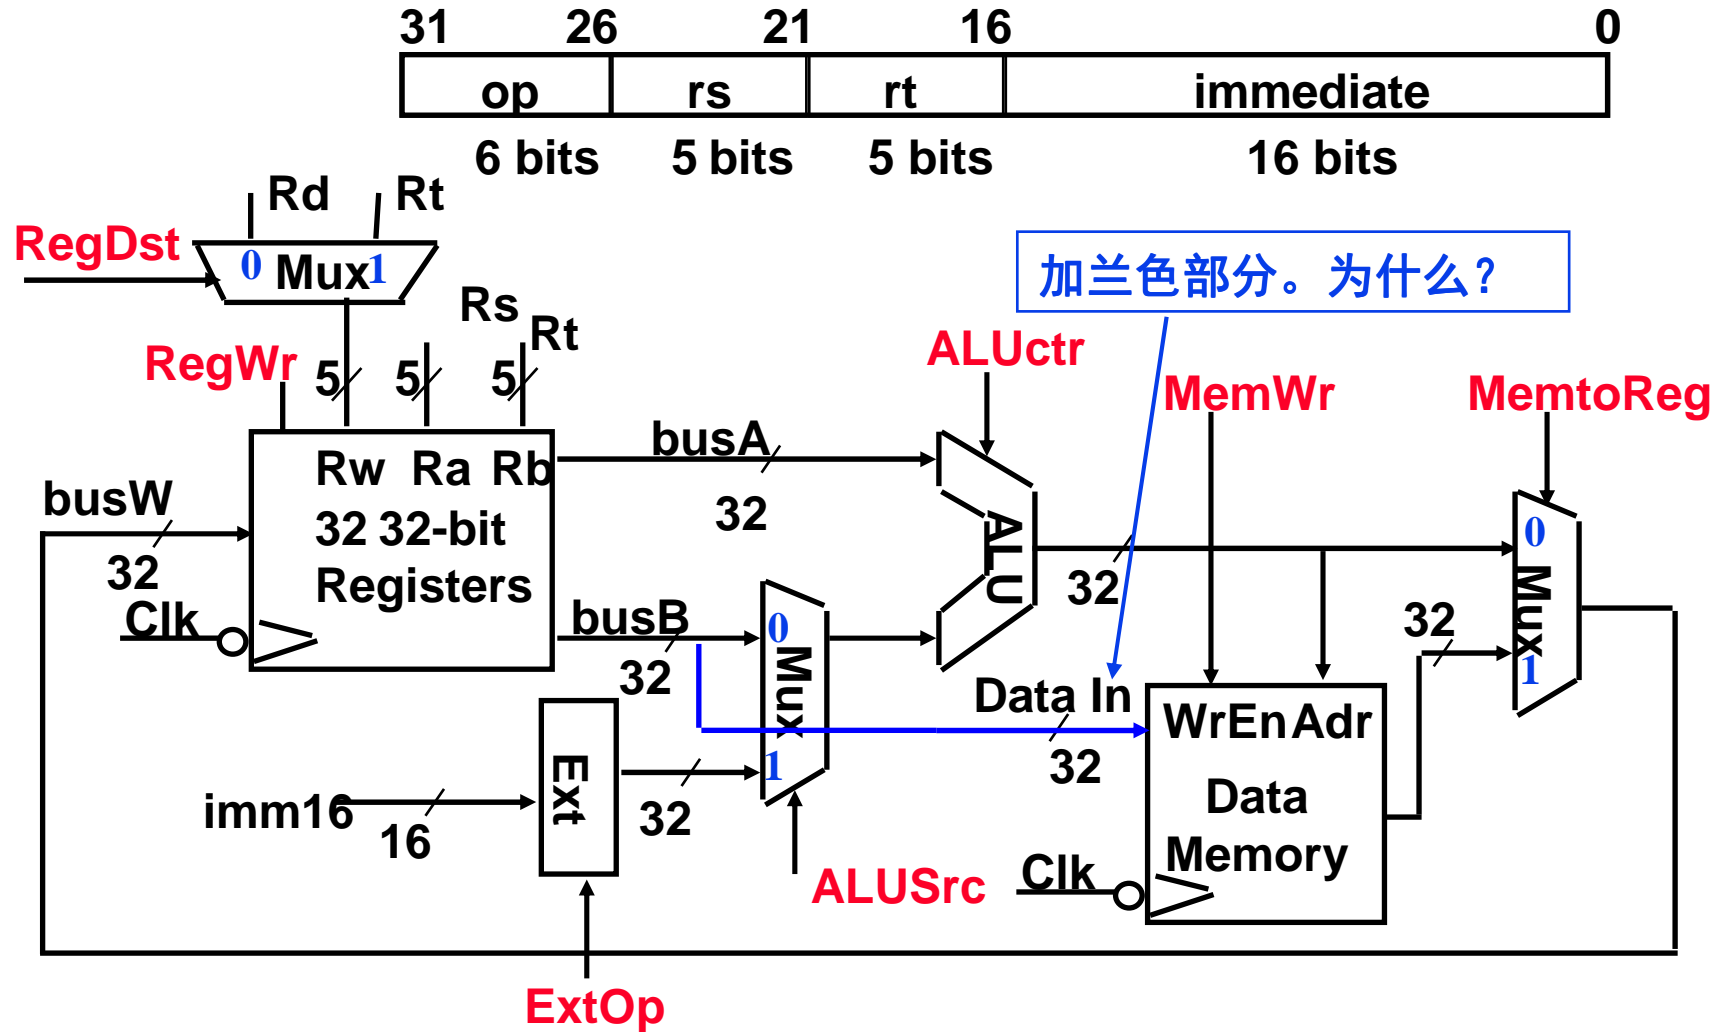 31 26 21 16 0
op rs rt immediate
6 bits 5 bits 5 bits 16 bits
Rd Rt
RegDst
0 Mux 1
加兰色部分。为什么?
Rs
Rt
RegWr
5 5 5
ALUctr
MemWr
MemtoReg
busA
32
Rw Ra Rb
32 32-bit
Registers
busW
32
Clk
busB
32
0
Mux
1
ALU
32
Data In
32
WrEn Adr
Data
Memory
Clk
32
0
Mux
1
imm16
16
Ext
32
ALUSrc
ExtOp